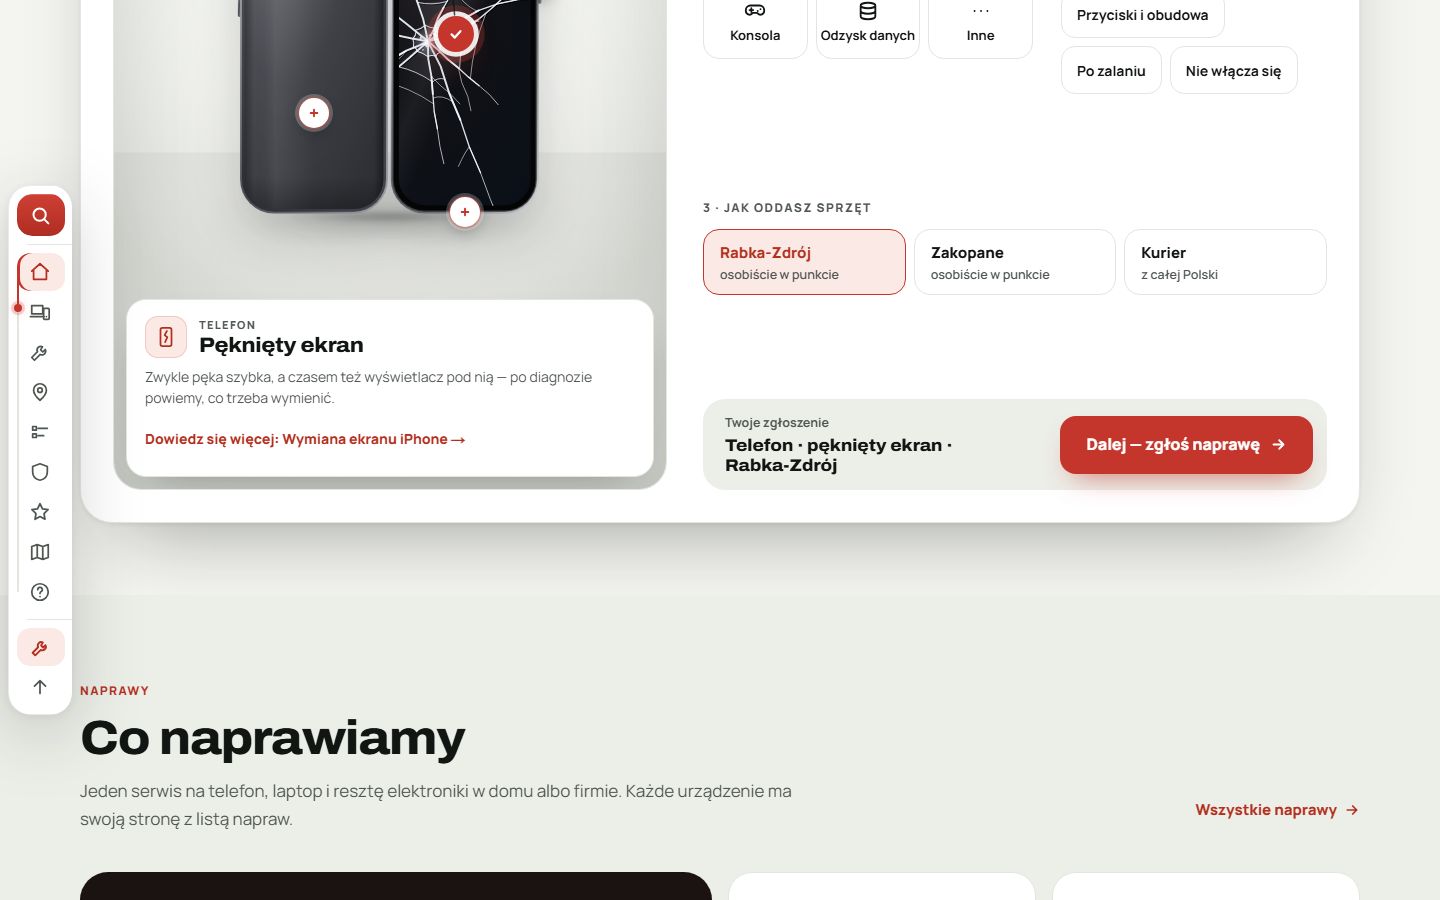 Konsola
Odzysk danych
Inne
Przyciski i obudowa
Po zalaniu
Nie włącza się
3 · JAK ODDASZ SPRZĘT
Rabka-Zdrój
osobiście w punkcie
Zakopane
osobiście w punkcie
Kurier
z całej Polski
TELEFON
Pęknięty ekran
Zwykle pęka szybka, a czasem też wyświetlacz pod nią — po diagnozie
powiemy, co trzeba wymienić.
Dowiedz się więcej: Wymiana ekranu iPhone →
Twoje zgłoszenie
Telefon · pęknięty ekran ·
Rabka-Zdrój
Dalej — zgłoś naprawę →
NAPRAWY
Co naprawiamy
Jeden serwis na telefon, laptop i resztę elektroniki w domu albo firmie. Każde urządzenie ma
swoją stronę z listą napraw.
Wszystkie naprawy →